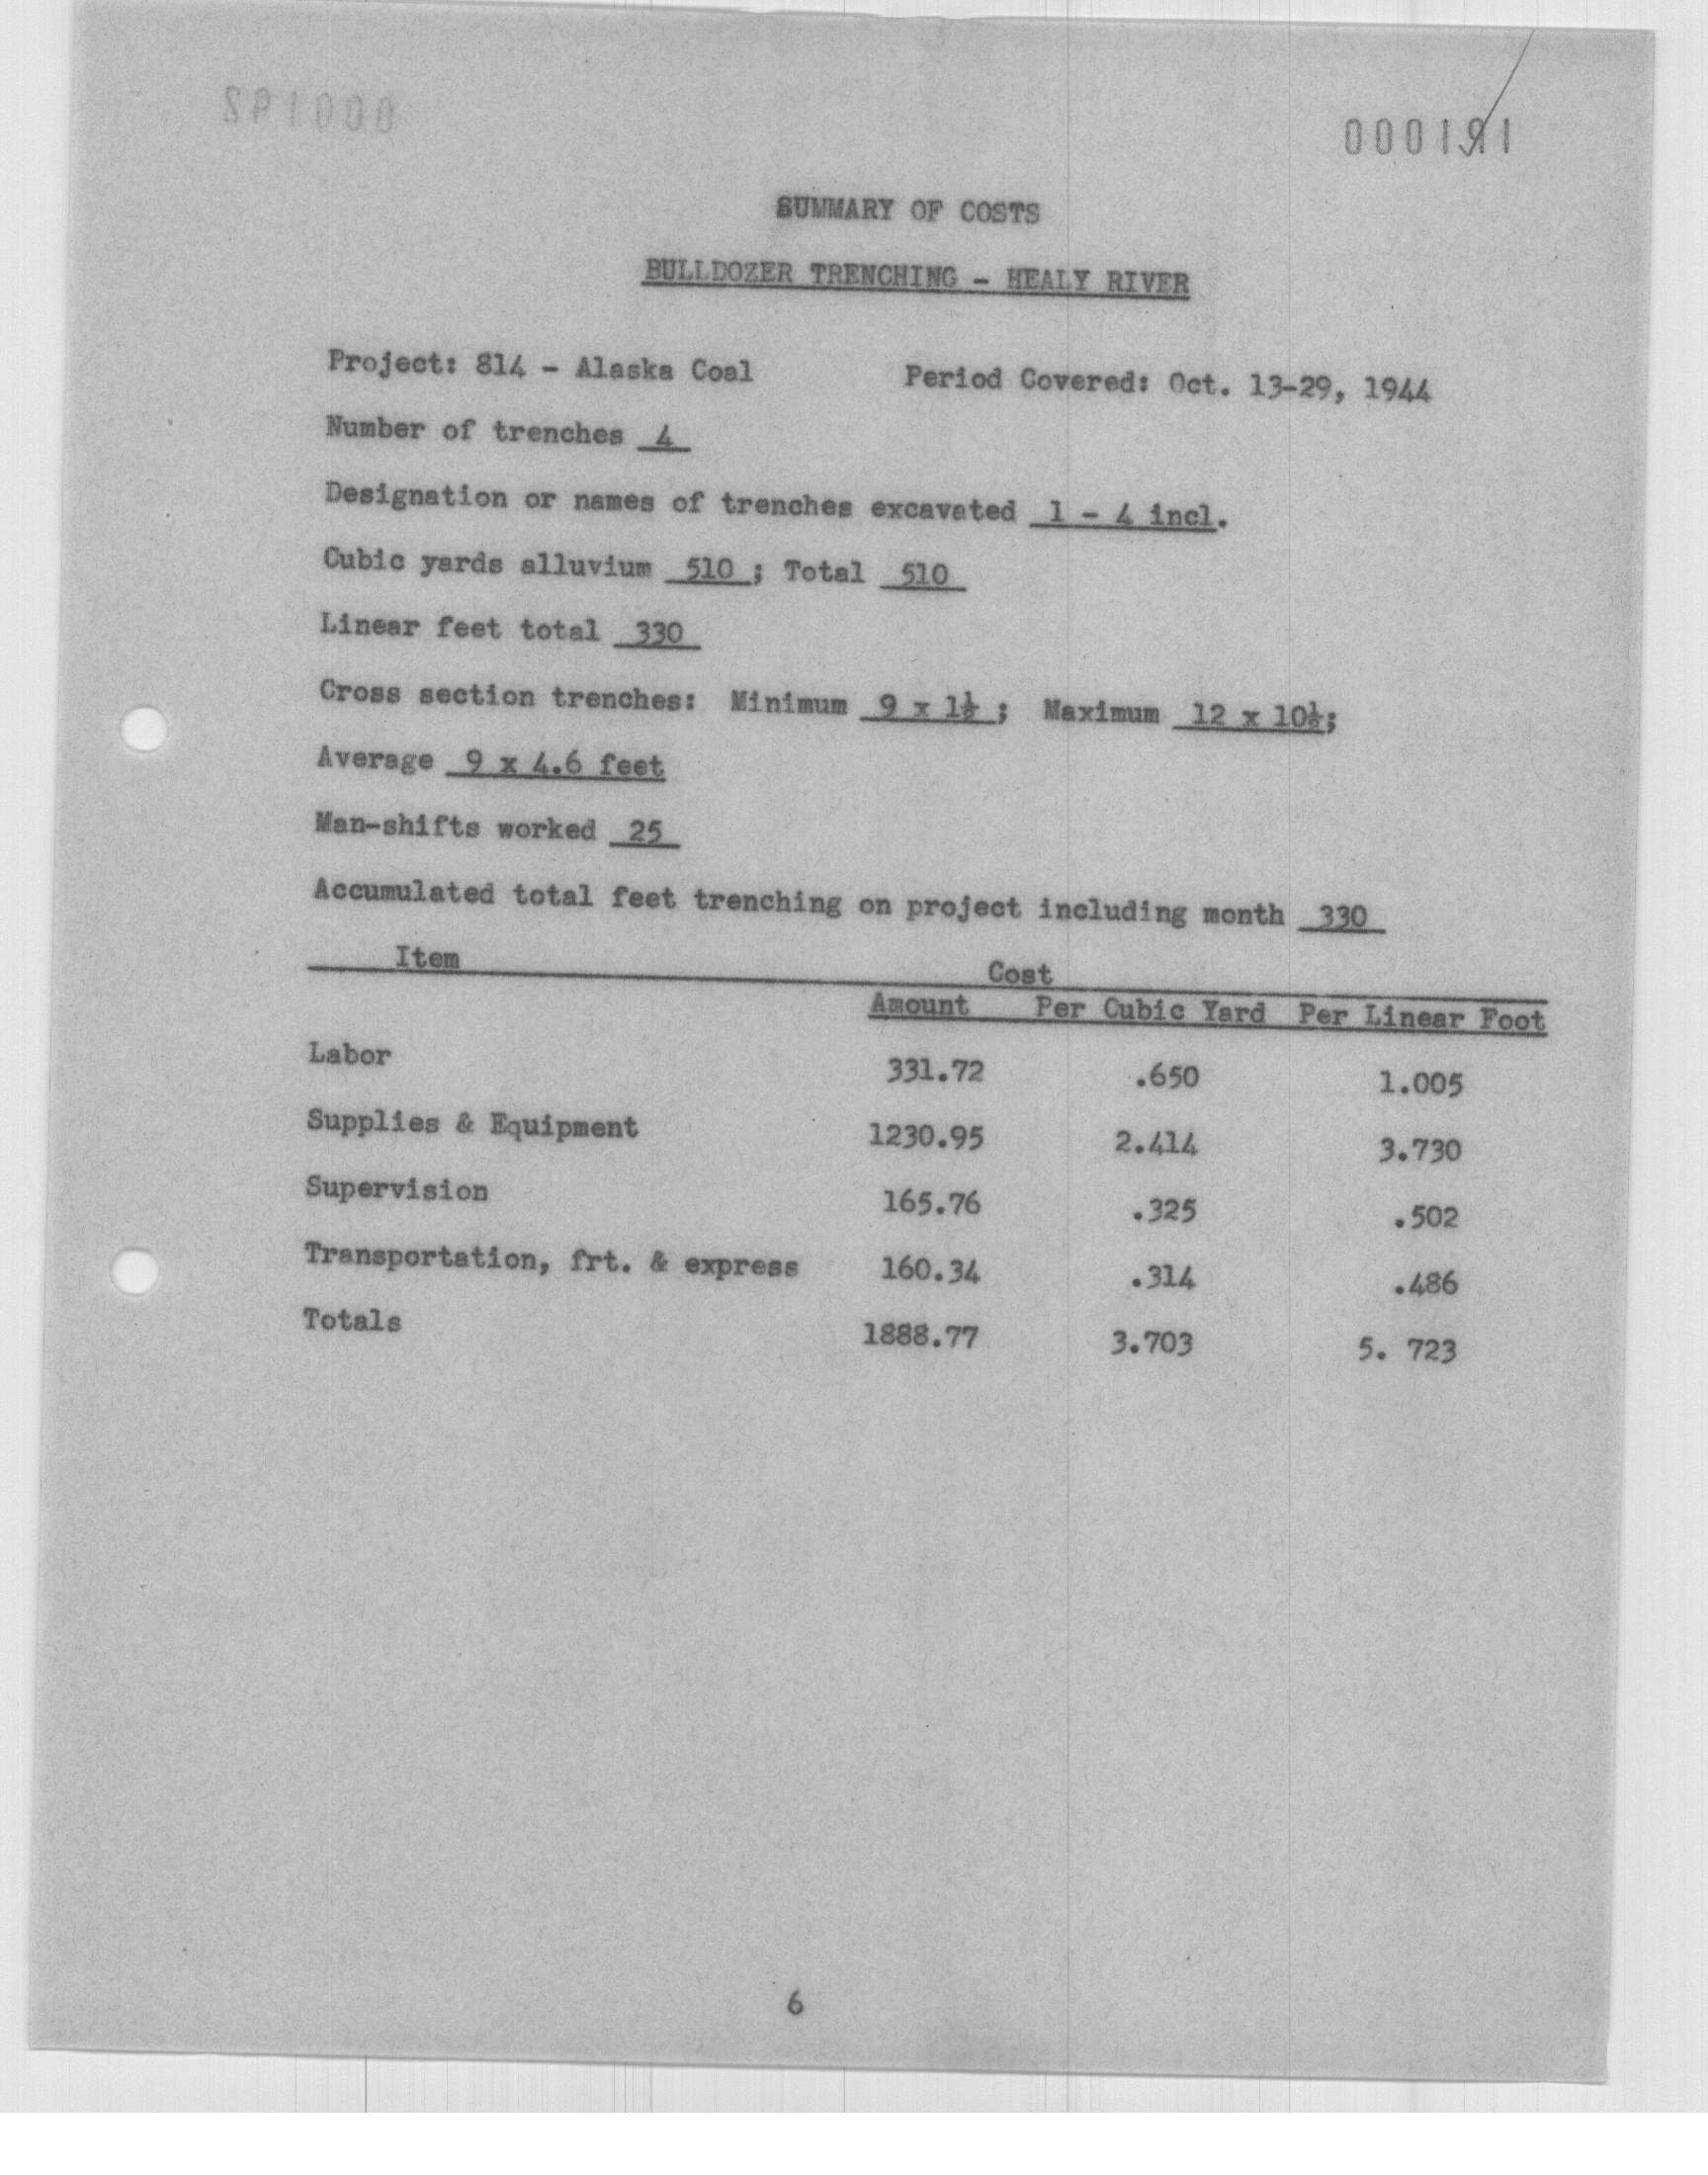 000191
SUMMARY OF COSTS
BULLDOZER TRENCHING - HEALY RIVER
Project: 814 - Alaska Coal Period Covered: Oct. 13-29, 1944
Number of trenches 4
Designation or names of trenches excavated 1 - 4 incl.
Cubic yards alluvium 510 ; Total 510
Linear feet total 330
Cross section trenches: Minimum 9 x 1½ ; Maximum 12 x 10½;
Average 9 x 4.6 feet
Man-shifts worked 25
Accumulated total feet trenching on project including month 330
Item Cost
Amount Per Cubic Yard Per Linear Foot
Labor 331.72 .650 1.005
Supplies & Equipment 1230.95 2.414 3.730
Supervision 165.76 .325 .502
Transportation, frt. & express 160.34 .314 .486
Totals 1888.77 3.703 5. 723
6